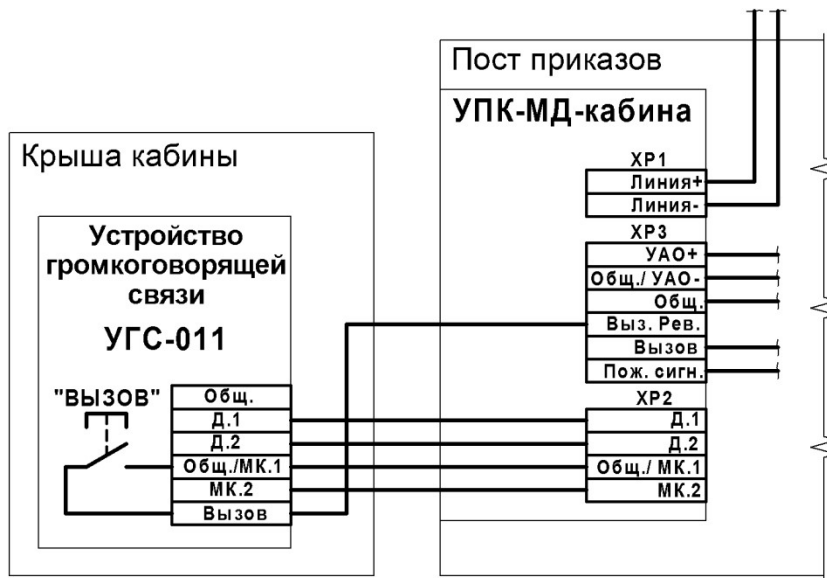 Пост приказов
УПК-МД-кабина
XP1
Линия+
Линия-
XP3
УАО+
Общ./ УАО-
Общ.
Выз. Рев.
Вызов
Пож. сигн.
XP2
Д.1
Д.2
Общ./ МК.1
МК.2
Крыша кабины
Устройство
громкоговорящей
связи
УГС-011
"ВЫЗОВ"
Общ.
Д.1
Д.2
Общ./МК.1
МК.2
Вызов